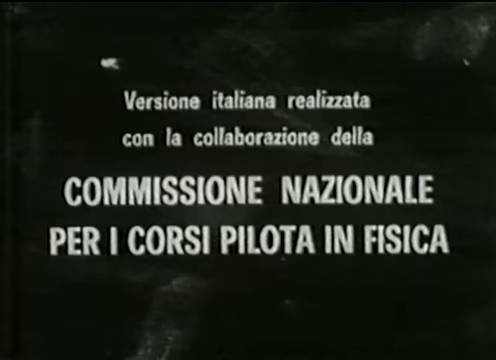 Versione italiana realizzata
con la collaborazione della
COMMISSIONE NAZIONALE
PER I CORSI PILOTA IN FISICA